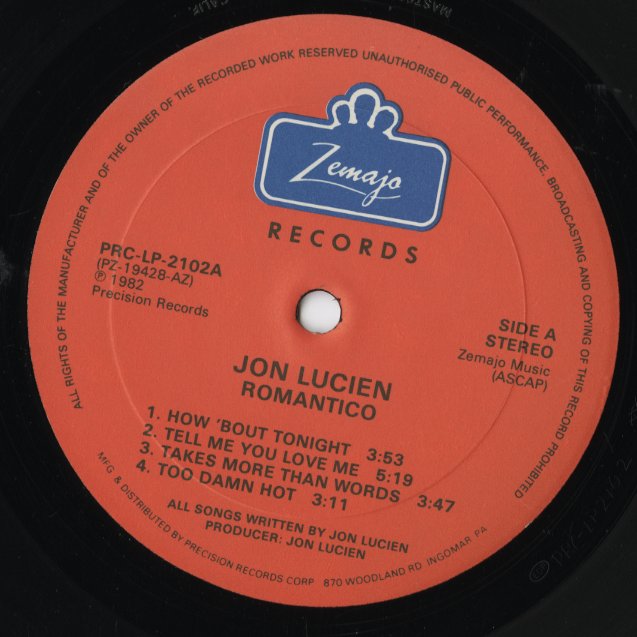 ALL RIGHTS OF THE MANUFACTURER AND OF THE OWNER OF THE RECORDED WORK RESERVED UNAUTHORISED PUBLIC PERFORMANCE, BROADCASTING AND COPYING OF THIS RECORD PROHIBITED
Zemajo
RECORDS
PRC-LP-2102A
(PZ-19428-AZ)
℗ 1982
Precision Records
SIDE A
STEREO
Zemajo Music
(ASCAP)
JON LUCIEN
ROMANTICO
1. HOW 'BOUT TONIGHT 3:53
2. TELL ME YOU LOVE ME 5:19
3. TAKES MORE THAN WORDS 3:47
4. TOO DAMN HOT 3:11
ALL SONGS WRITTEN BY JON LUCIEN
PRODUCER: JON LUCIEN
MFG & DISTRIBUTED BY PRECISION RECORDS CORP 870 WOODLAND RD INGOMAR PA